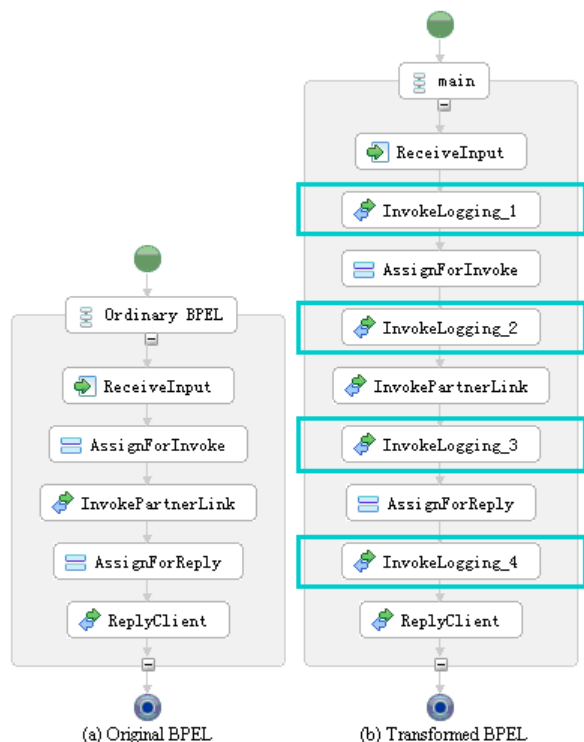 Ordinary BPEL
ReceiveInput
AssignForInvoke
InvokePartnerLink
AssignForReply
ReplyClient
(a) Original BPEL
main
ReceiveInput
InvokeLogging_1
AssignForInvoke
InvokeLogging_2
InvokePartnerLink
InvokeLogging_3
AssignForReply
InvokeLogging_4
ReplyClient
(b) Transformed BPEL